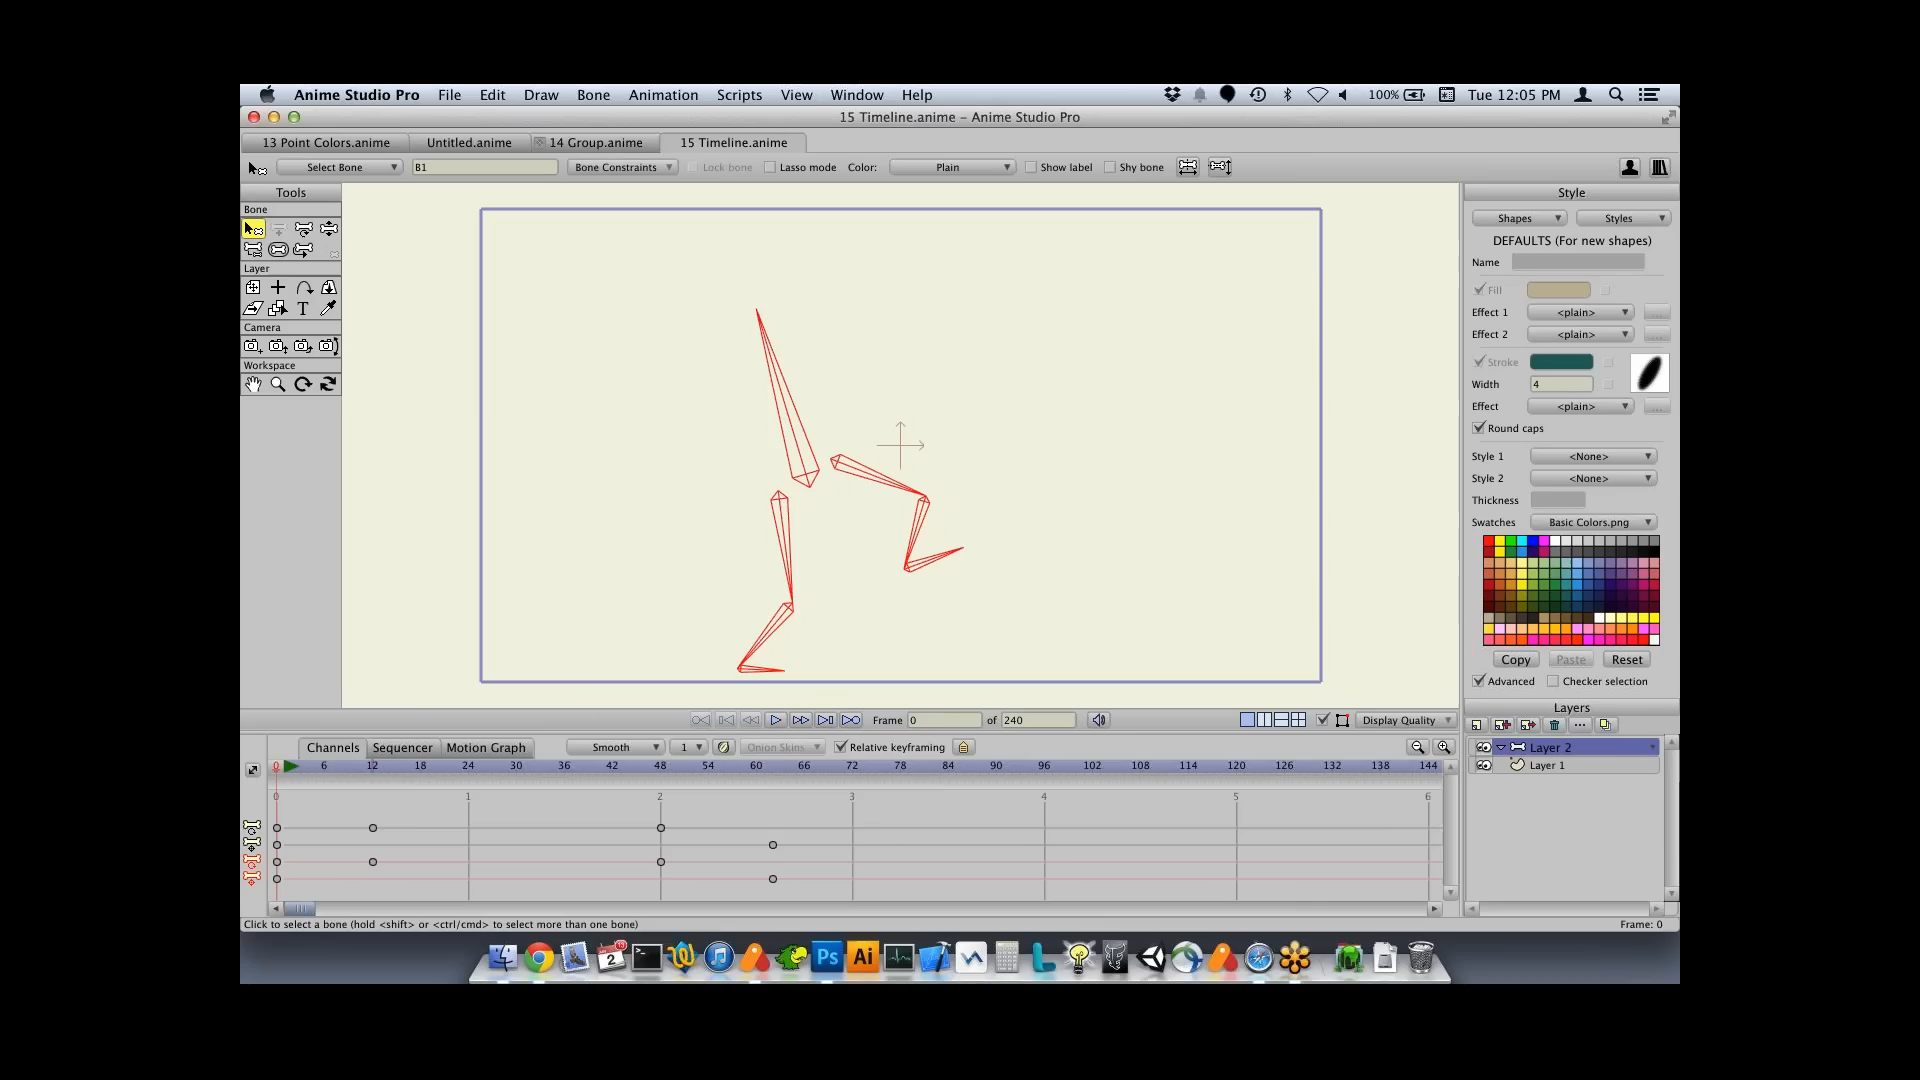 Anime Studio Pro File Edit Draw Bone Animation Scripts View Window Help 100% Tue 12:05 PM
15 Timeline.anime – Anime Studio Pro
13 Point Colors.anime Untitled.anime 14 Group.anime 15 Timeline.anime
Select Bone B1 Bone Constraints Lock bone Lasso mode Color: Plain Show label Shy bone
Tools
Bone
Layer
T
Camera
Workspace
Style
Shapes Styles
DEFAULTS (For new shapes)
Name
Fill
Effect 1 <plain>
Effect 2 <plain>
Stroke
Width 4
Effect <plain>
Round caps
Style 1 <None>
Style 2 <None>
Thickness
Swatches Basic Colors.png
Copy Paste Reset
Advanced Checker selection
Layers
Layer 2
Layer 1
Frame 0 of 240 Display Quality
Channels Sequencer Motion Graph Smooth 1 Onion Skins Relative keyframing
0 6 12 18 24 30 36 42 48 54 60 66 72 78 84 90 96 102 108 114 120 126 132 138 144
0 1 2 3 4 5 6
Click to select a bone (hold <shift> or <ctrl/cmd> to select more than one bone) Frame: 0
13
2
Ps Ai